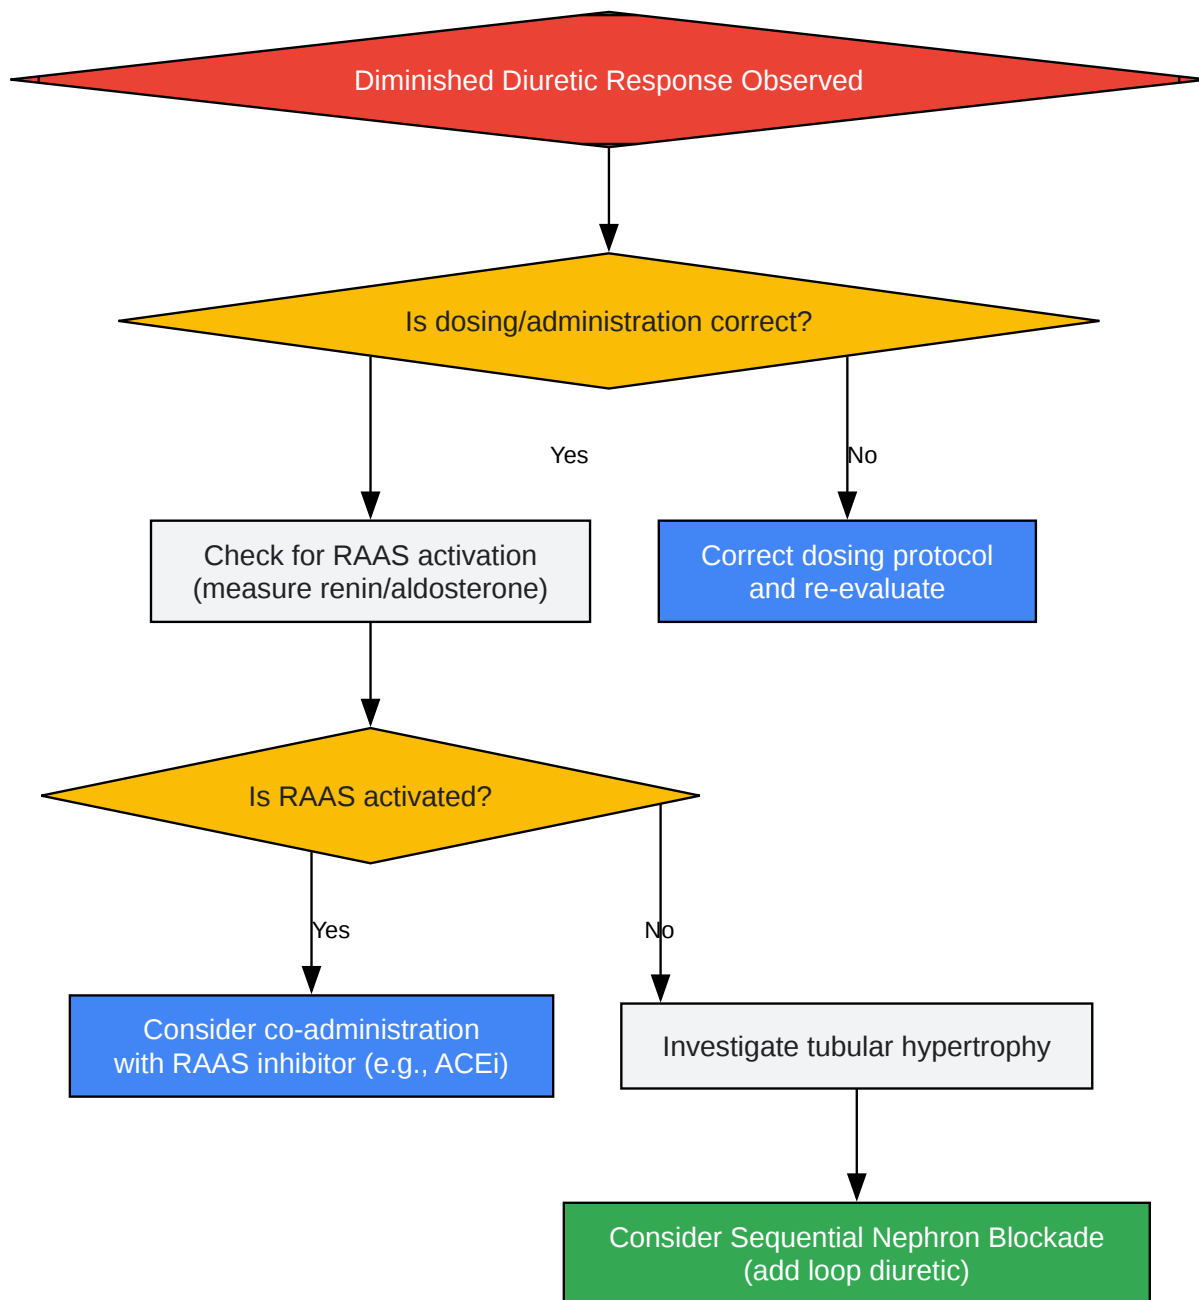 Diminished Diuretic Response Observed
Is dosing/administration correct?
Yes
No
Check for RAAS activation
(measure renin/aldosterone)
Correct dosing protocol
and re-evaluate
Is RAAS activated?
Yes
No
Consider co-administration
with RAAS inhibitor (e.g., ACEi)
Investigate tubular hypertrophy
Consider Sequential Nephron Blockade
(add loop diuretic)